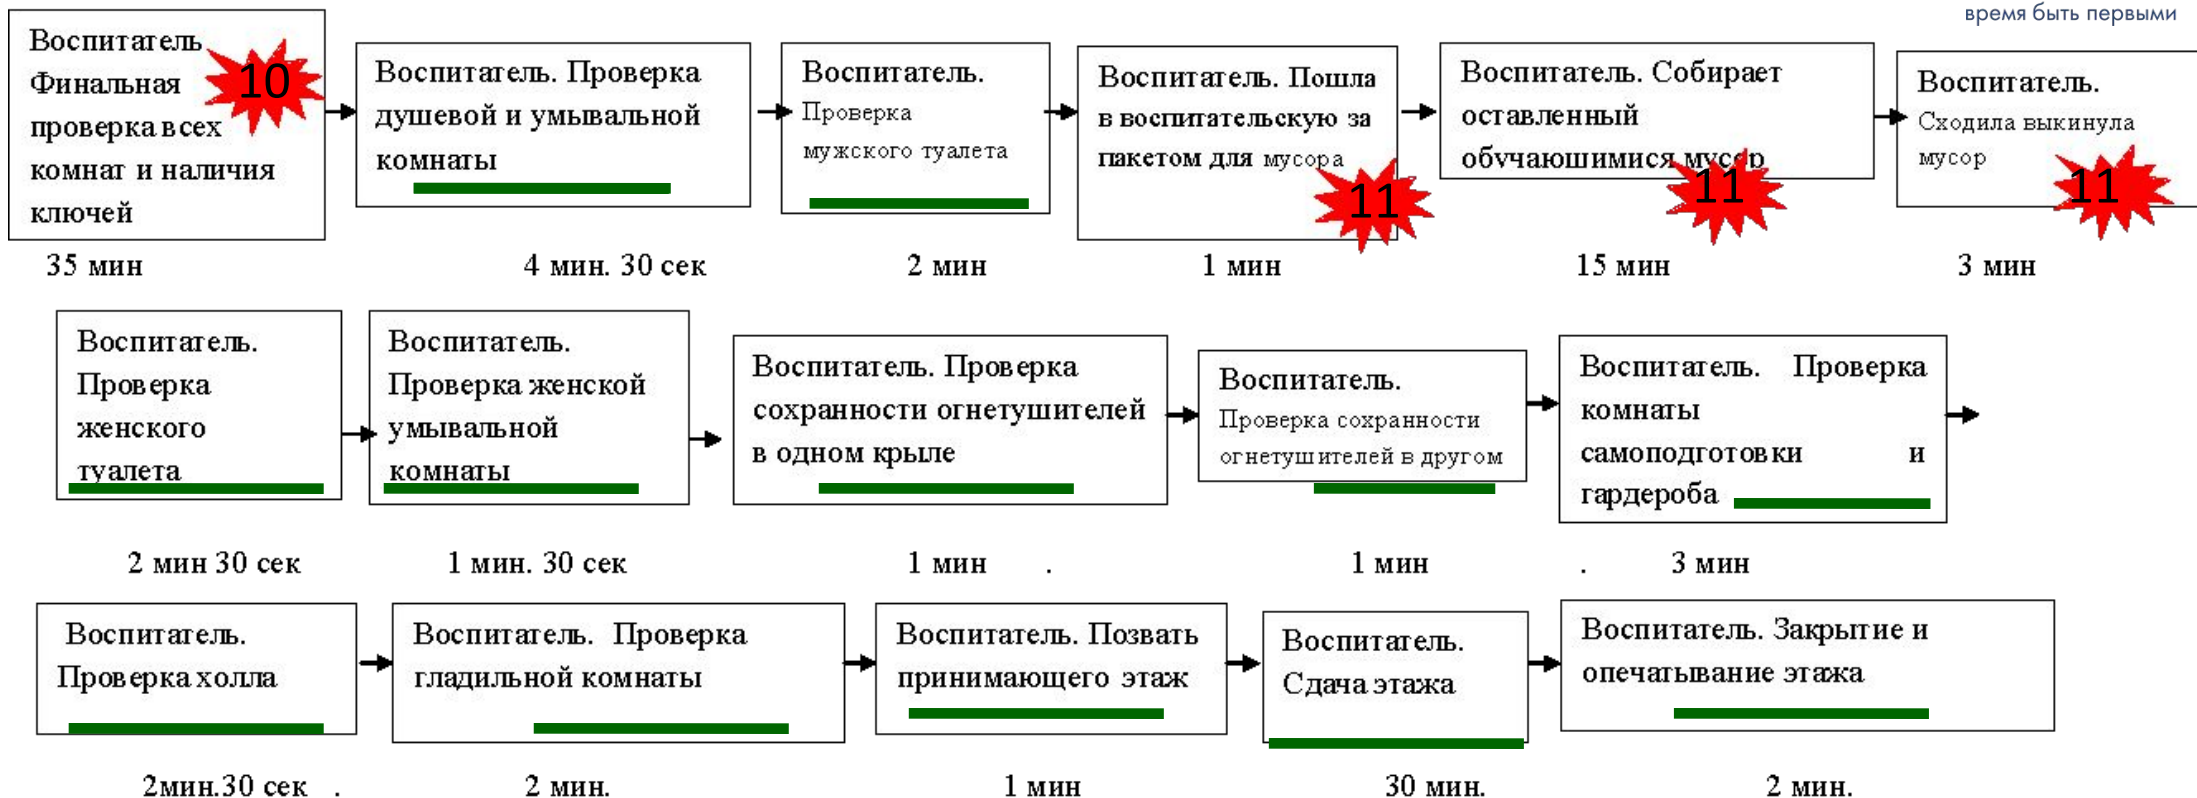 время быть первыми
Воспитатель
Финальная
проверка всех
комнат и наличия
ключей
10
35 мин
Воспитатель. Проверка
душевой и умывальной
комнаты
4 мин. 30 сек
Воспитатель.
Проверка
мужского туалета
2 мин
Воспитатель. Пошла
в воспитательскую за
пакетом для мусора
11
1 мин
Воспитатель. Собирает
оставленный
обучающимися мусор
11
15 мин
Воспитатель.
Сходила выкинула
мусор
11
3 мин
Воспитатель.
Проверка
женского
туалета
2 мин 30 сек
Воспитатель.
Проверка женской
умывальной
комнаты
1 мин. 30 сек
Воспитатель. Проверка
сохранности огнетушителей
в одном крыле
1 мин .
Воспитатель.
Проверка сохранности
огнетушителей в другом
1 мин .
Воспитатель. Проверка
комнаты
самоподготовки и
гардероба
3 мин
Воспитатель.
Проверка холла
2мин.30 сек .
Воспитатель. Проверка
гладильной комнаты
2 мин.
Воспитатель. Позвать
принимающего этаж
1 мин
Воспитатель.
Сдача этажа
30 мин.
Воспитатель. Закрытие и
опечатывание этажа
2 мин.